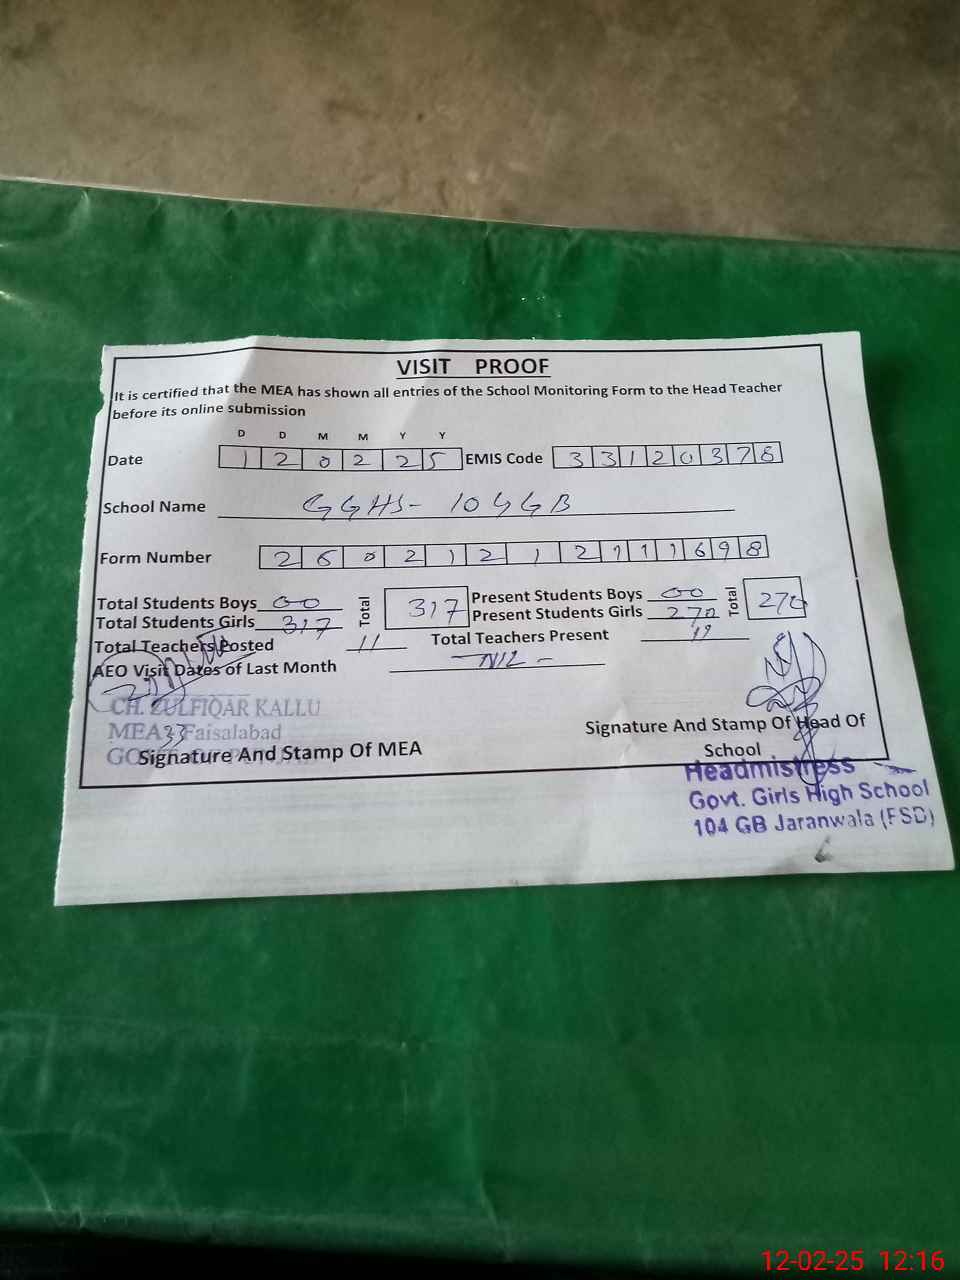 VISIT PROOF
It is certified that the MEA has shown all entries of the School Monitoring Form to the Head Teacher
before its online submission
D D M M Y Y
Date 1 2 0 2 2 5 EMIS Code 3 3 1 2 0 3 7 8
School Name GGHS- 104 GB
Form Number 2 6 0 2 1 2 1 2 1 1 1 6 9 8
Total Students Boys 00 Total 317 Present Students Boys 00 Total 270
Total Students Girls 317 Present Students Girls 270
Total Teachers Posted 11 Total Teachers Present
AEO Visit Dates of Last Month - NIL -
CH. ZULFIQAR KALLU
MEA 33 Faisalabad
Signature And Stamp Of MEA
Signature And Stamp Of Head Of
School
Headmistress
Govt. Girls High School
104 GB Jaranwala (FSD)
12-02-25 12:16